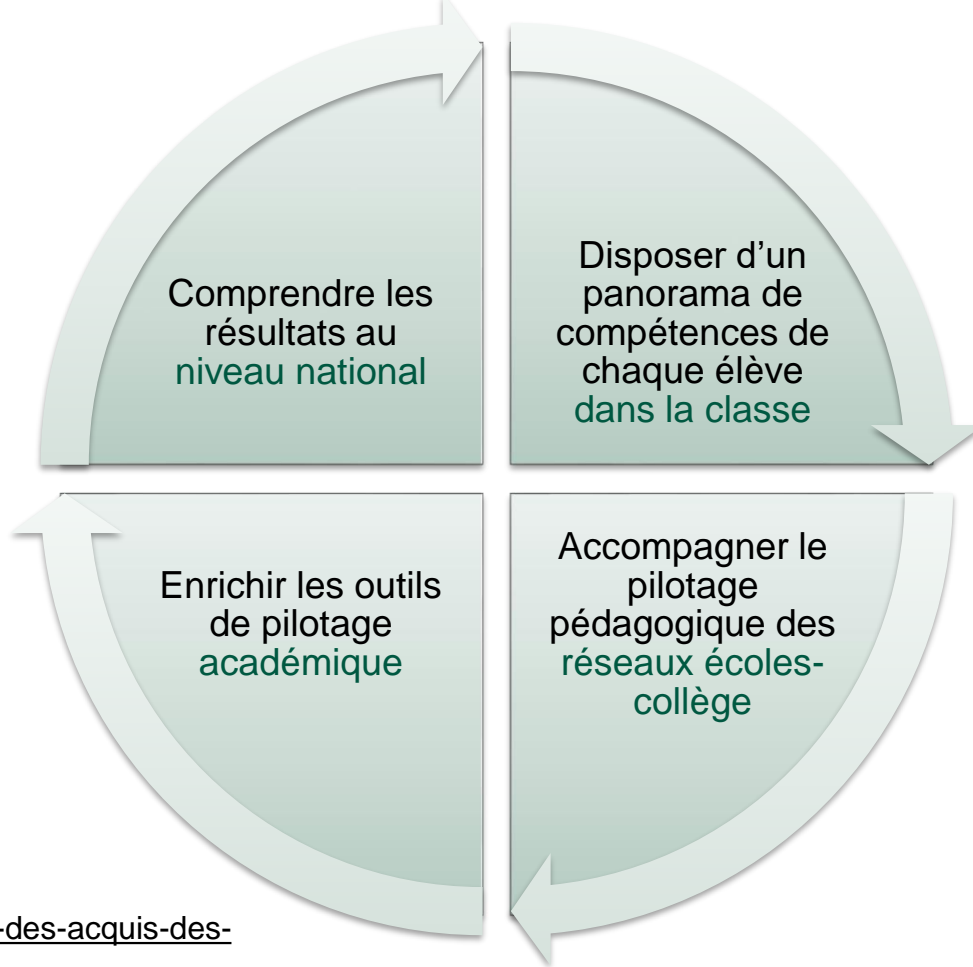 Comprendre les
résultats au
niveau national
Disposer d’un
panorama de
compétences de
chaque élève
dans la classe
Enrichir les outils
de pilotage
académique
Accompagner le
pilotage
pédagogique des
réseaux écoles-
collège
-des-acquis-des-